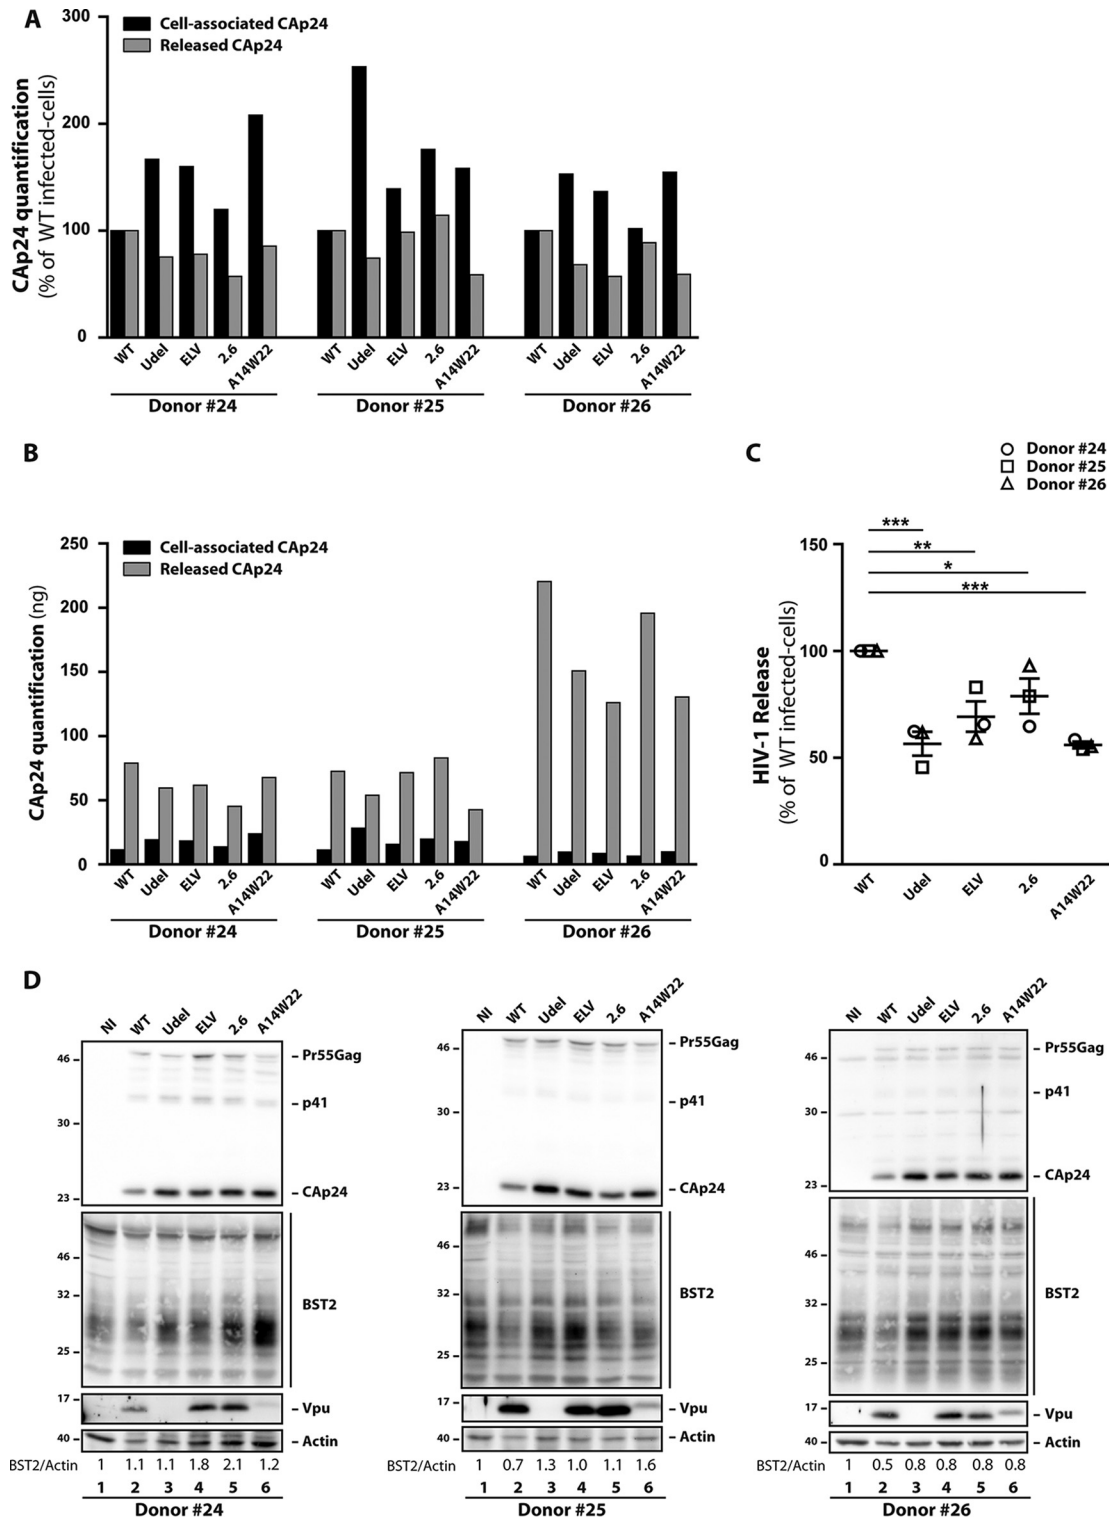 A
300
200
100
0
CAp24 quantification
(% of WT infected-cells)
Cell-associated CAp24
Released CAp24
WT Udel ELV 2.6 A14W22
WT Udel ELV 2.6 A14W22
WT Udel ELV 2.6 A14W22
Donor #24 Donor #25 Donor #26
B
250
200
150
100
50
0
CAp24 quantification (ng)
Cell-associated CAp24
Released CAp24
WT Udel ELV 2.6 A14W22
WT Udel ELV 2.6 A14W22
WT Udel ELV 2.6 A14W22
Donor #24 Donor #25 Donor #26
C
Donor #24
Donor #25
Donor #26
***
**
*
***
150
100
50
0
HIV-1 Release
(% of WT infected-cells)
WT Udel ELV 2.6 A14W22
D
NI WT Udel ELV 2.6 A14W22
46 – – Pr55Gag
– p41
30 –
23 – – CAp24
46 –
32 – BST2
25 –
17 – – Vpu
40 – – Actin
BST2/Actin 1 1.1 1.1 1.8 2.1 1.2
1 2 3 4 5 6
Donor #24
NI WT Udel ELV 2.6 A14W22
46 – – Pr55Gag
– p41
30 –
23 – – CAp24
46 –
32 – BST2
25 –
17 – – Vpu
40 – – Actin
BST2/Actin 1 0.7 1.3 1.0 1.1 1.6
1 2 3 4 5 6
Donor #25
NI WT Udel ELV 2.6 A14W22
46 – – Pr55Gag
– p41
30 –
23 – – CAp24
46 –
32 – BST2
25 –
17 – – Vpu
40 – – Actin
BST2/Actin 1 0.5 0.8 0.8 0.8 0.8
1 2 3 4 5 6
Donor #26